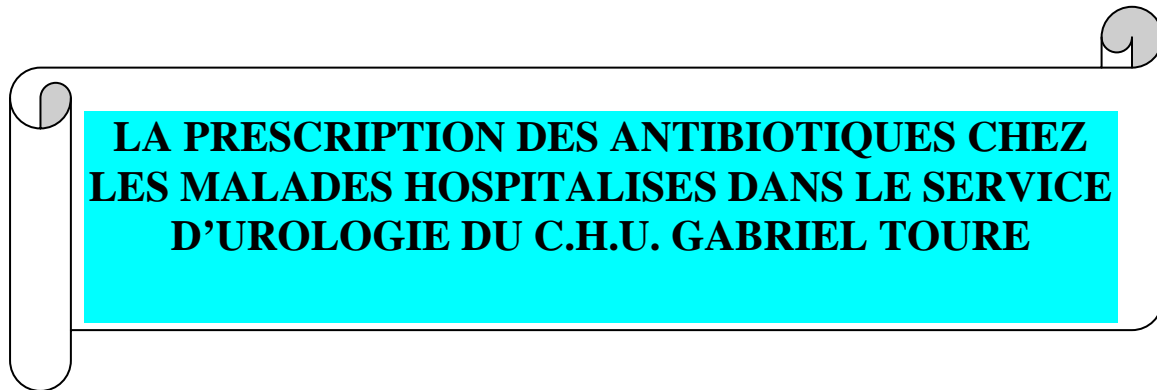 LA PRESCRIPTION DES ANTIBIOTIQUES CHEZ
LES MALADES HOSPITALISES DANS LE SERVICE
D’UROLOGIE DU C.H.U. GABRIEL TOURE